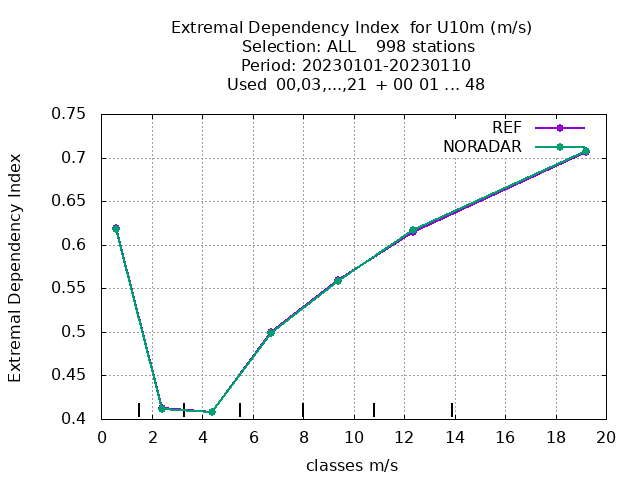 Extremal Dependency Index  for U10m (m/s)
Selection: ALL    998 stations
Period: 20230101-20230110
Used  00,03,...,21  + 00 01 ... 48
REF
NORADAR
Extremal Dependency Index
0.75
0.7
0.65
0.6
0.55
0.5
0.45
0.4
0 2 4 6 8 10 12 14 16 18 20
classes m/s